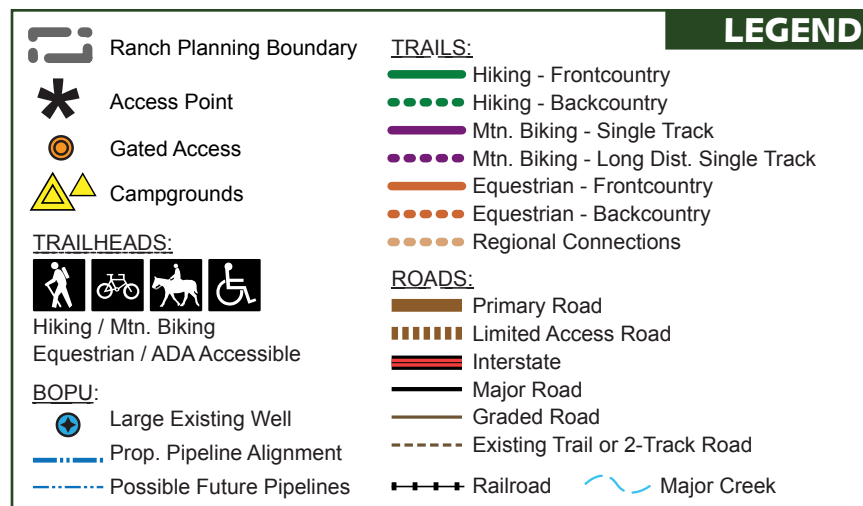 LEGEND
Ranch Planning Boundary
Access Point
Gated Access
Campgrounds
TRAILHEADS:
Hiking / Mtn. Biking
Equestrian / ADA Accessible
BOPU:
Large Existing Well
Prop. Pipeline Alignment
Possible Future Pipelines
TRAILS:
Hiking - Frontcountry
Hiking - Backcountry
Mtn. Biking - Single Track
Mtn. Biking - Long Dist. Single Track
Equestrian - Frontcountry
Equestrian - Backcountry
Regional Connections
ROADS:
Primary Road
Limited Access Road
Interstate
Major Road
Graded Road
Existing Trail or 2-Track Road
Railroad
Major Creek